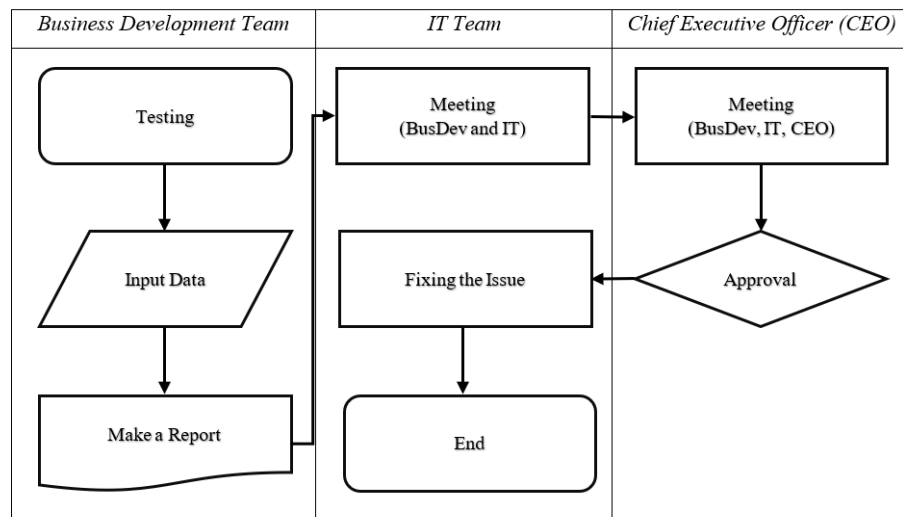 Business Development Team
IT Team
Chief Executive Officer (CEO)
Testing
Meeting
(BusDev and IT)
Meeting
(BusDev, IT, CEO)
Input Data
Fixing the Issue
Approval
Make a Report
End